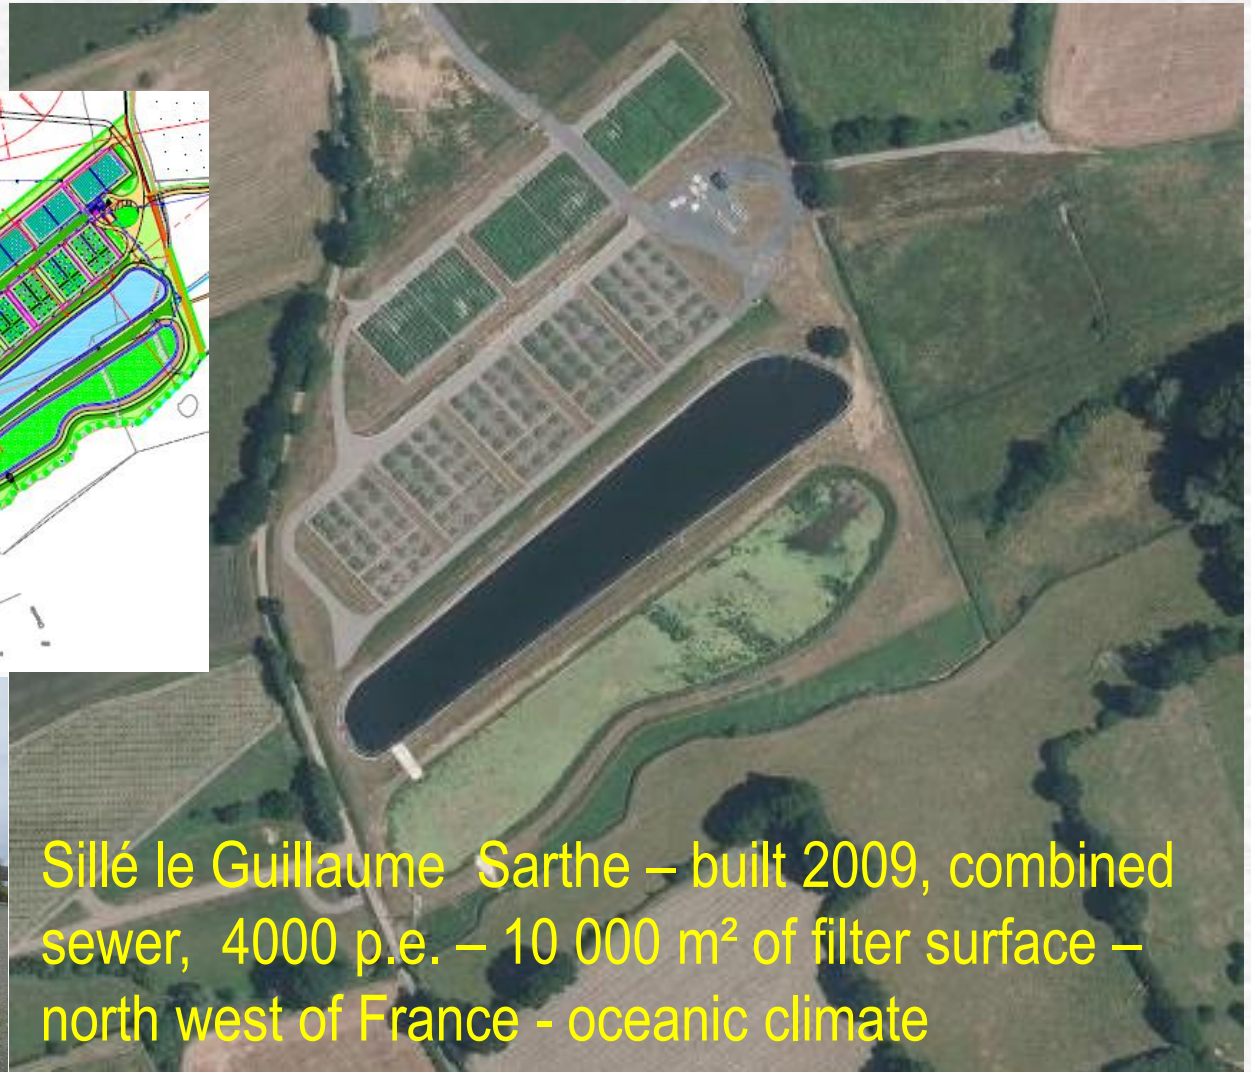 Sillé le Guillaume Sarthe – built 2009, combined
sewer, 4000 p.e. – 10 000 m² of filter surface –
north west of France - oceanic climate